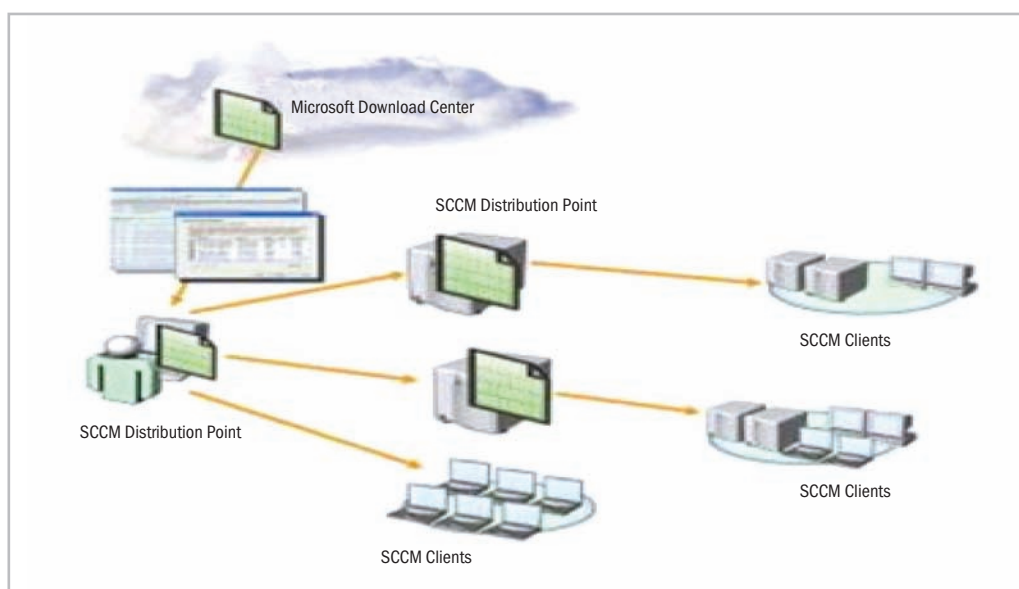 Microsoft Download Center
SCCM Distribution Point
SCCM Clients
SCCM Distribution Point
SCCM Clients
SCCM Clients